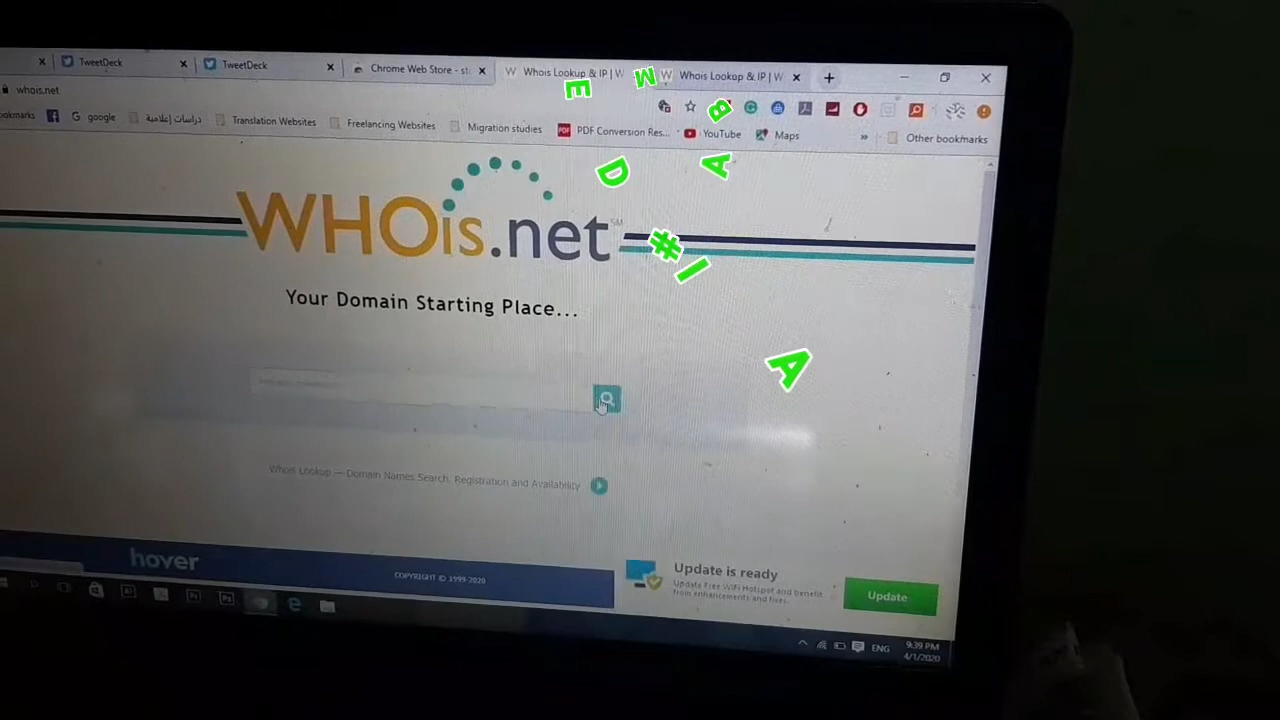 TweetDeck
TweetDeck
Chrome Web Store - st
Whois Lookup & IP | W
Whois Lookup & IP | W
whois.net
bookmarks
google
دراسات إعلامية
Translation Websites
Freelancing Websites
Migration studies
PDF Conversion Res...
YouTube
Maps
»
Other bookmarks
E
M
B
A
D
#
I
A
WHOis.net
SM
Your Domain Starting Place...
Whois Lookup — Domain Names Search, Registration and Availability
hover
COPYRIGHT © 1999-2020
Update is ready
Update Free WiFi Hotspot and benefit
from enhancements and fixes.
Update
ENG
9:39 PM
4/1/2020